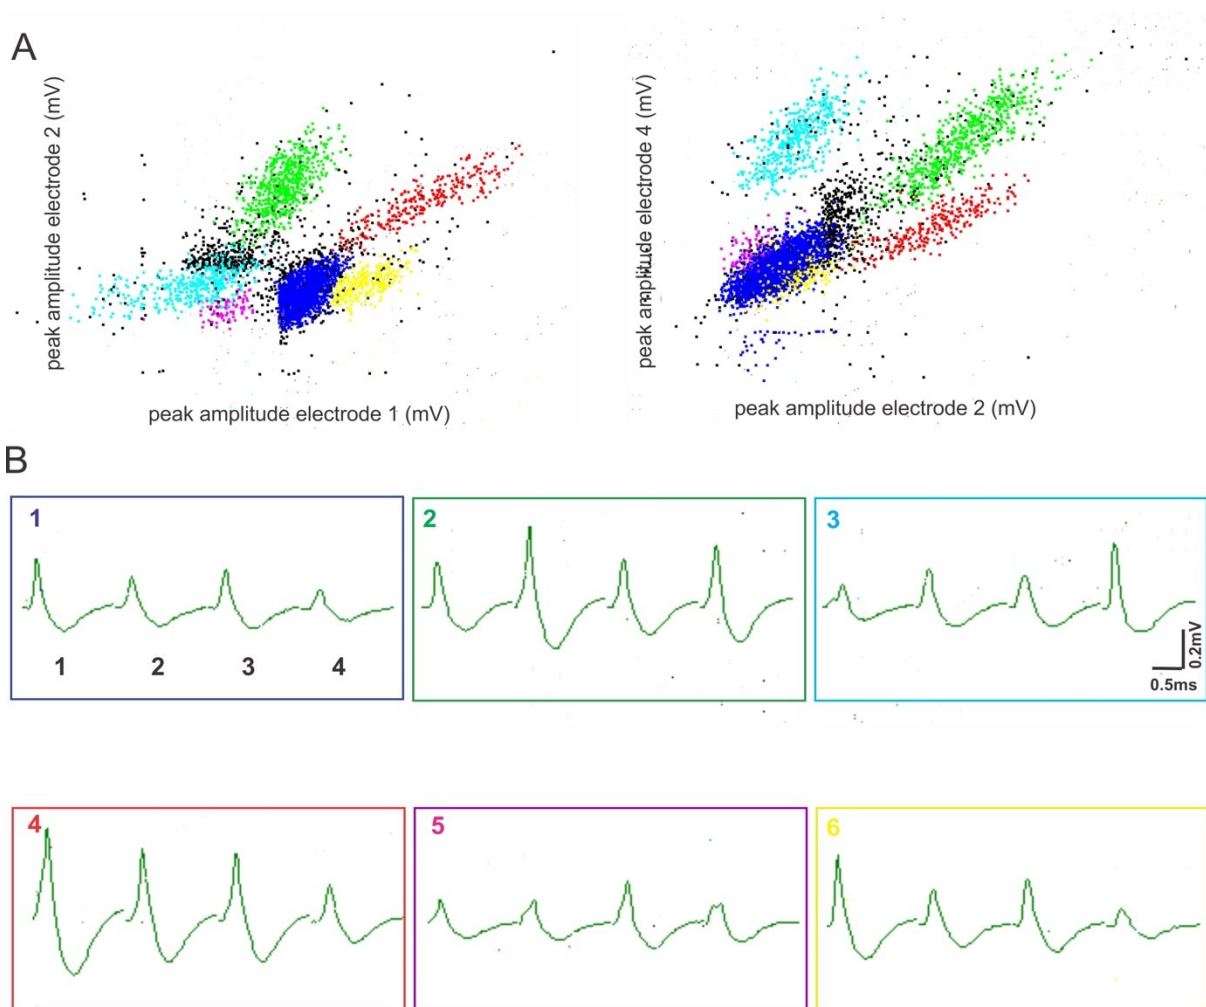 A
peak amplitude electrode 2 (mV)
peak amplitude electrode 1 (mV)
peak amplitude electrode 4 (mV)
peak amplitude electrode 2 (mV)
B
1
1
2
3
4
2
3
0.2mV
0.5ms
4
5
6